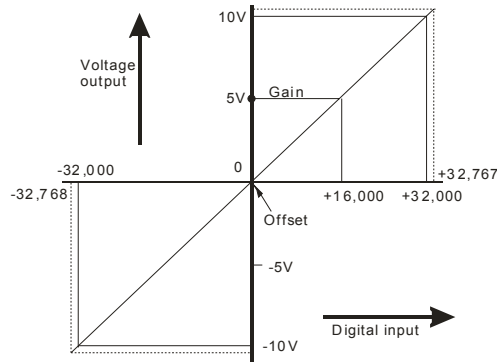 10V
Voltage
output
5V
Gain
-32,000
0
+32,767
-32,768
+16,000
+32,000
Offset
-5V
Digital input
-10V